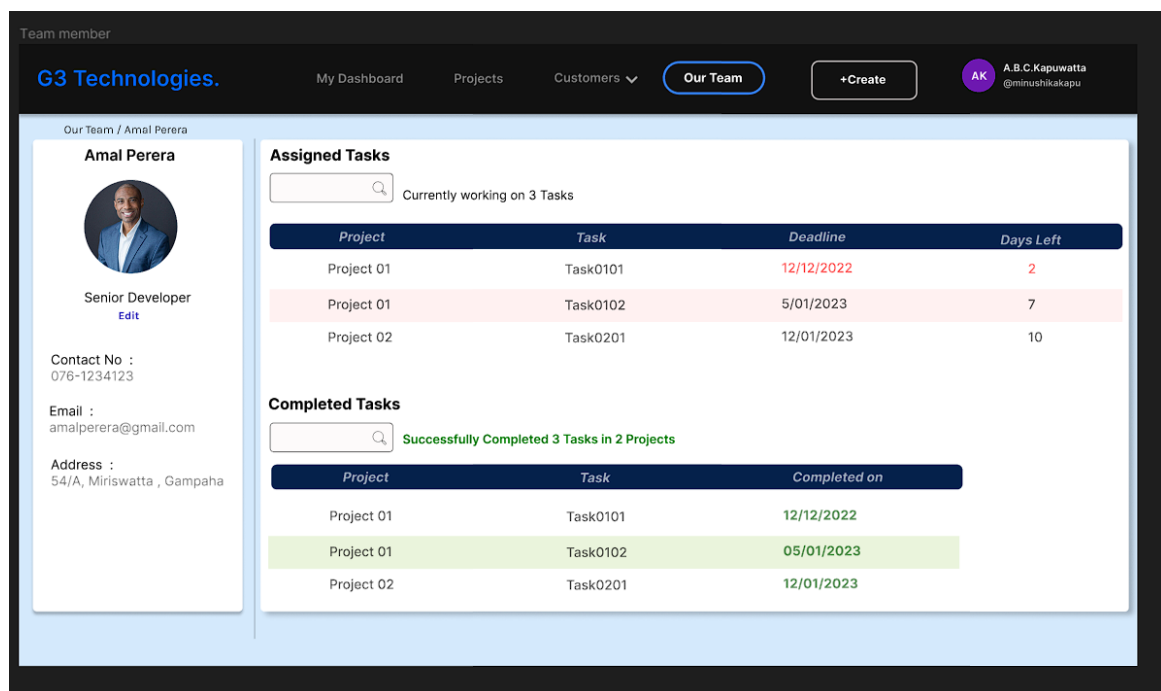 Team member
G3 Technologies.
My Dashboard Projects Customers Our Team +Create AK A.B.C.Kapuwatta
@minushikakapu
Our Team / Amal Perera
Amal Perera
Senior Developer
Edit
Contact No :
076-1234123
Email :
amalperera@gmail.com
Address :
54/A, Miriswatta , Gampaha
Assigned Tasks
Currently working on 3 Tasks
Project Task Deadline Days Left
Project 01 Task0101 12/12/2022 2
Project 01 Task0102 5/01/2023 7
Project 02 Task0201 12/01/2023 10
Completed Tasks
Successfully Completed 3 Tasks in 2 Projects
Project Task Completed on
Project 01 Task0101 12/12/2022
Project 01 Task0102 05/01/2023
Project 02 Task0201 12/01/2023